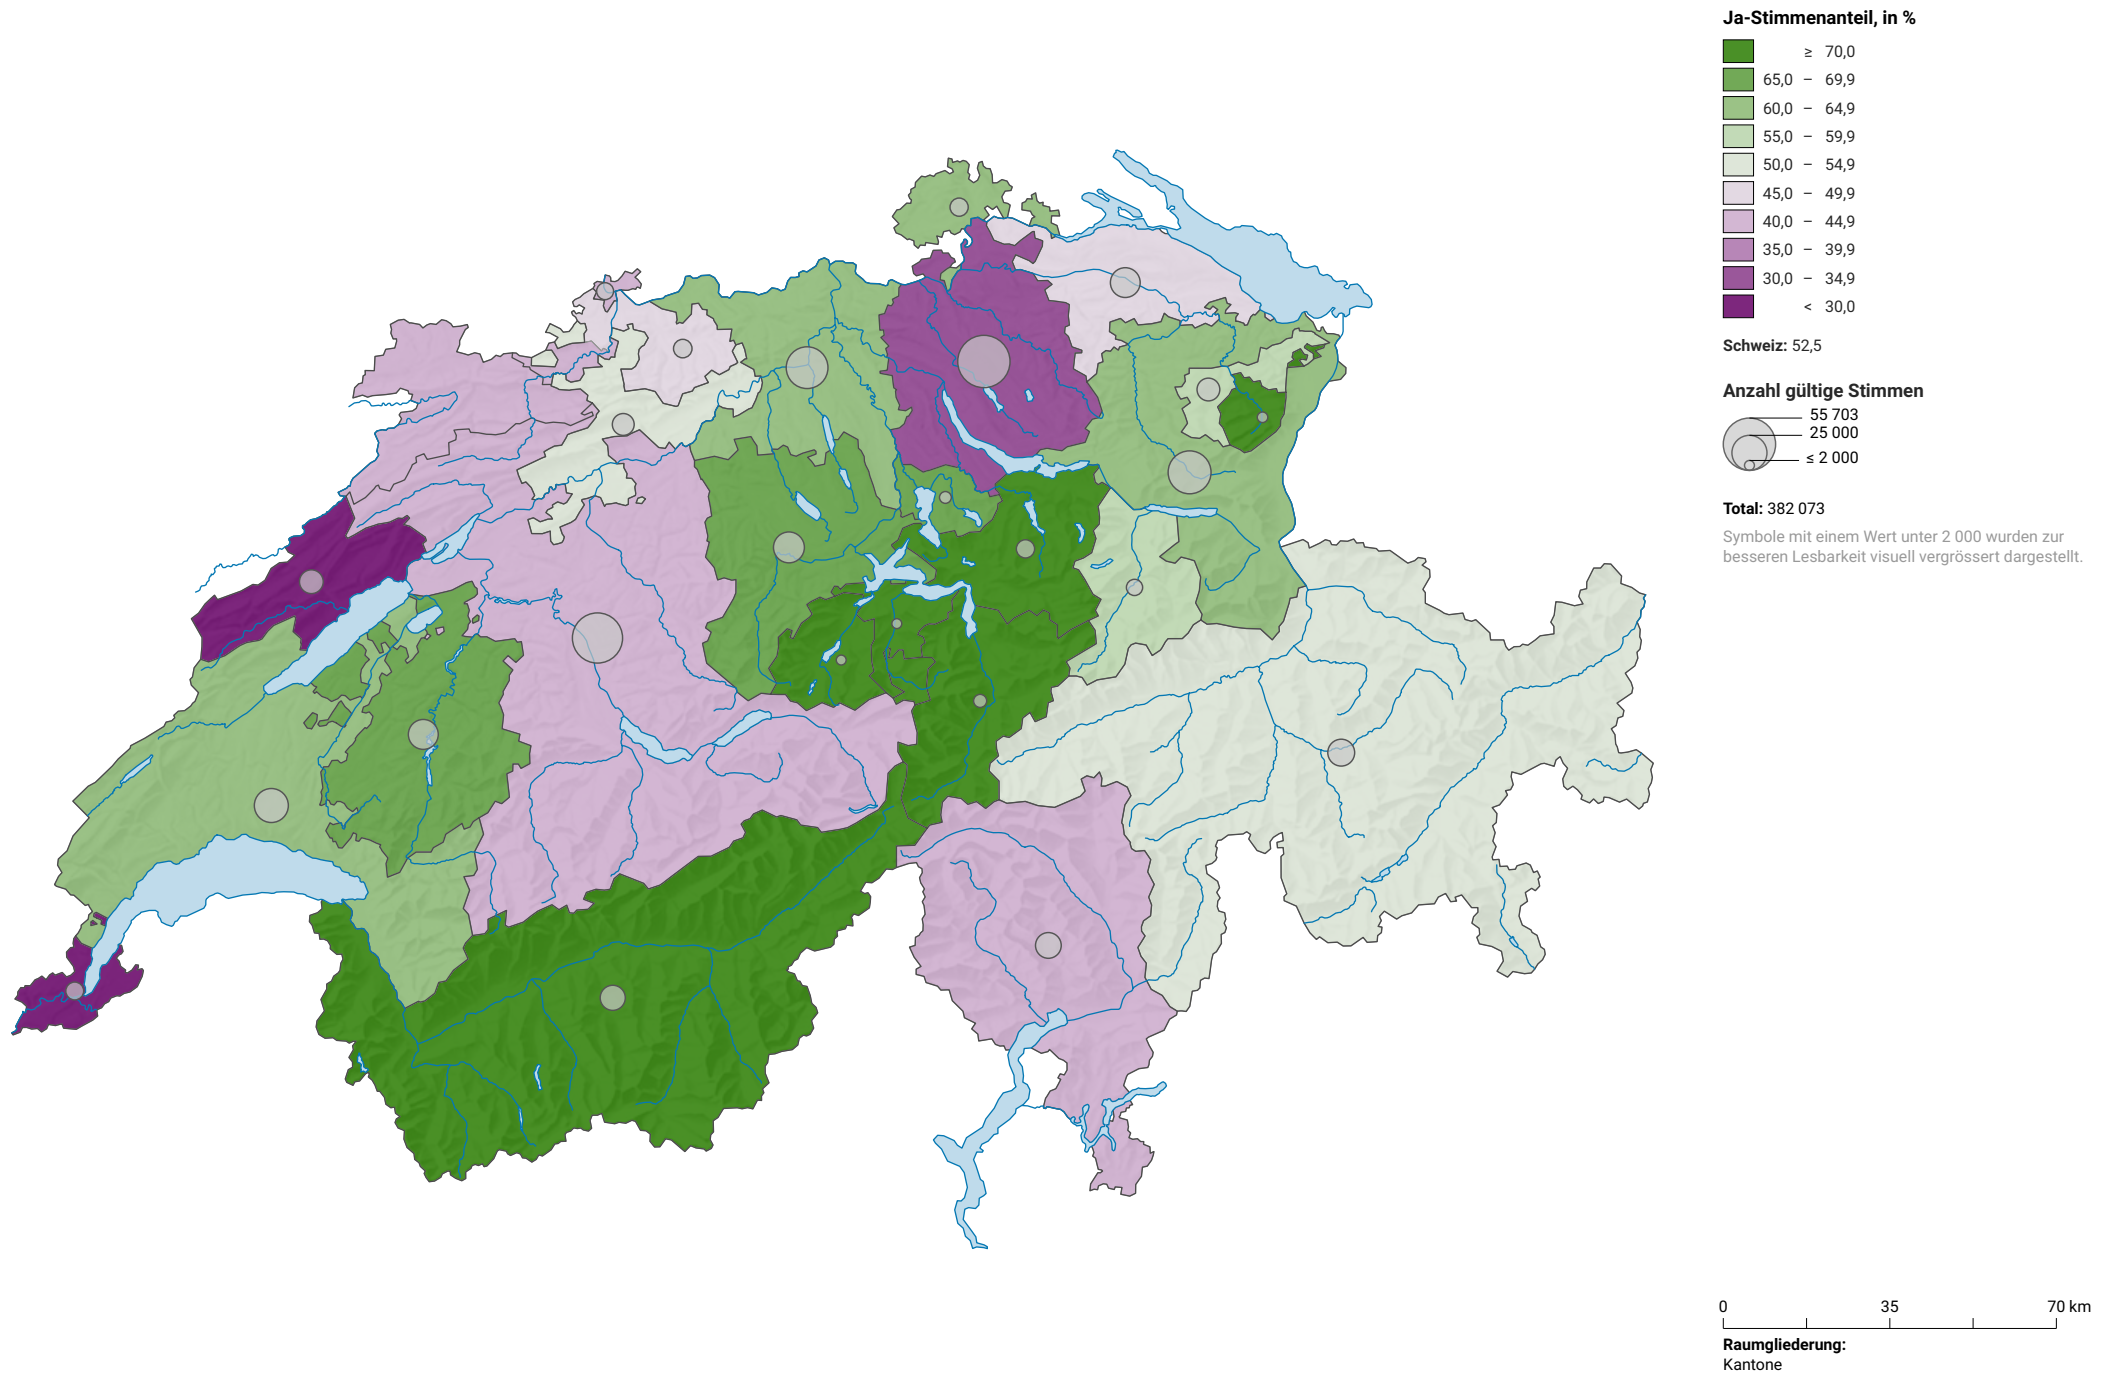 Ja-Stimmenanteil, in %
≥ 70,0
65,0 – 69,9
60,0 – 64,9
55,0 – 59,9
50,0 – 54,9
45,0 – 49,9
40,0 – 44,9
35,0 – 39,9
30,0 – 34,9
< 30,0
Schweiz: 52,5
Anzahl gültige Stimmen
55 703
25 000
≤ 2 000
Total: 382 073
Symbole mit einem Wert unter 2 000 wurden zur
besseren Lesbarkeit visuell vergrössert dargestellt.
0 35 70 km
Raumgliederung:
Kantone